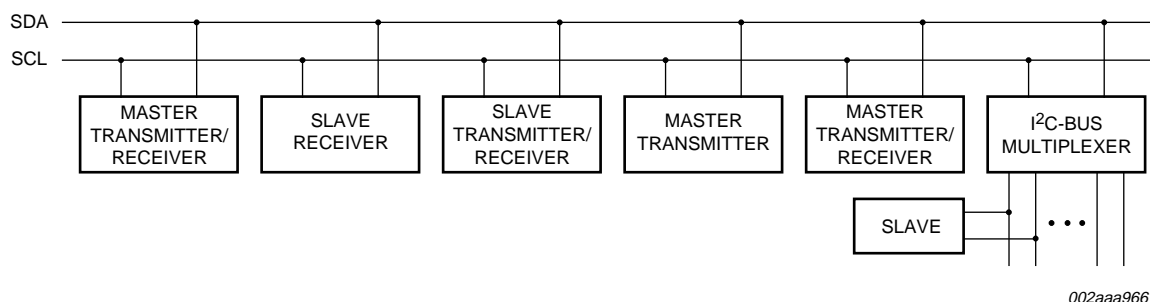 SDA
SCL
MASTER
TRANSMITTER/
RECEIVER
SLAVE
RECEIVER
SLAVE
TRANSMITTER/
RECEIVER
MASTER
TRANSMITTER
MASTER
TRANSMITTER/
RECEIVER
I²C-BUS
MULTIPLEXER
SLAVE
002aaa966